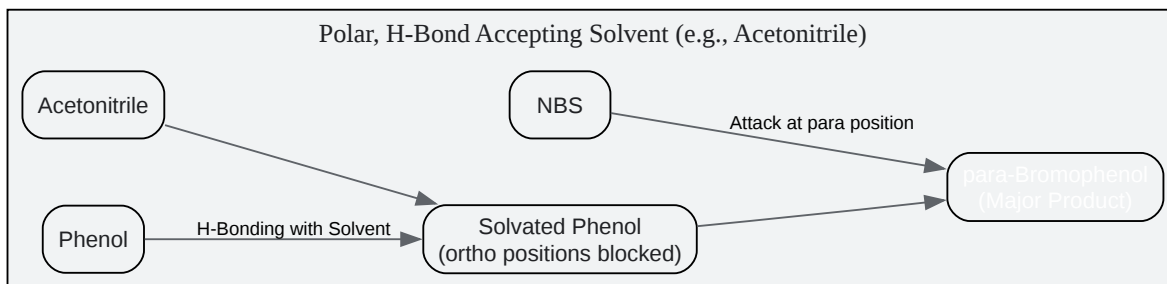 Polar, H-Bond Accepting Solvent (e.g., Acetonitrile)
Acetonitrile
NBS
Attack at para position
para-Bromophenol
(Major Product)
Phenol
H-Bonding with Solvent
Solvated Phenol
(ortho positions blocked)